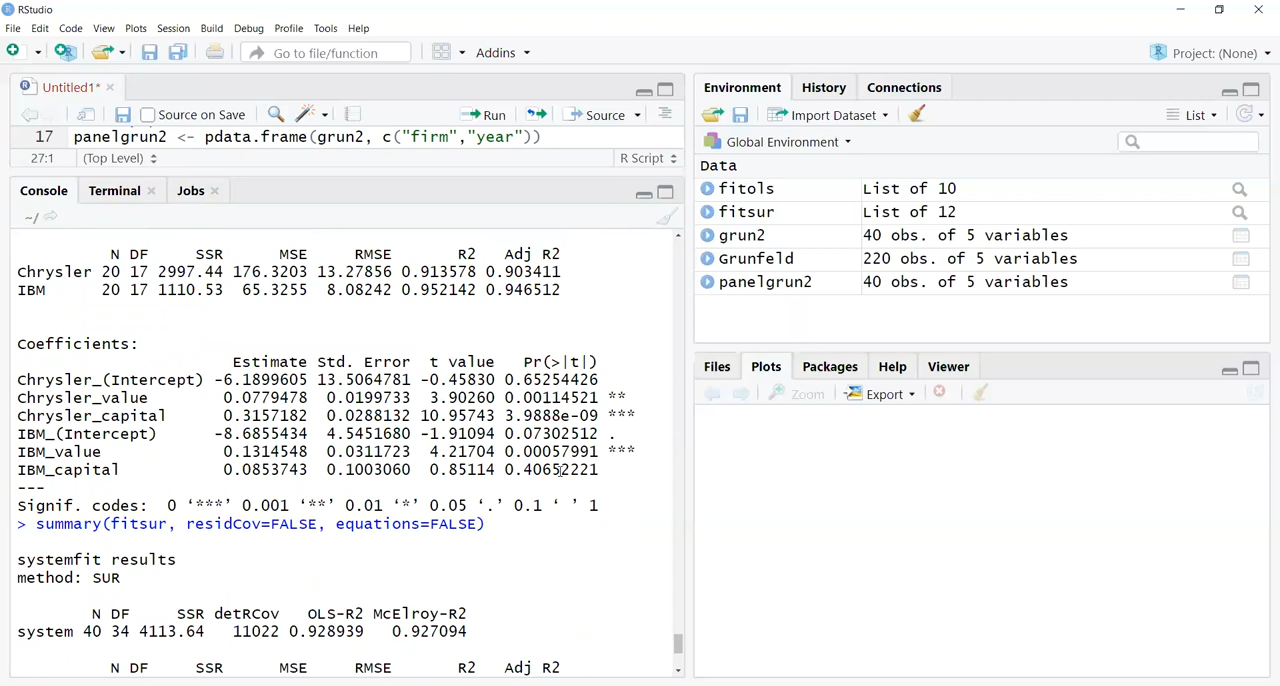 RStudio
File Edit Code View Plots Session Build Debug Profile Tools Help
Go to file/function Addins Project: (None)
Untitled1*
Source on Save Run Source
17 panelgrun2 <- pdata.frame(grun2, c("firm","year"))
27:1 (Top Level) R Script
Console Terminal Jobs
~/
N DF SSR MSE RMSE R2 Adj R2
Chrysler 20 17 2997.44 176.3203 13.27856 0.913578 0.903411
IBM 20 17 1110.53 65.3255 8.08242 0.952142 0.946512
Coefficients:
Estimate Std. Error t value Pr(>|t|)
Chrysler_(Intercept) -6.1899605 13.5064781 -0.45830 0.65254426
Chrysler_value 0.0779478 0.0199733 3.90260 0.00114521 **
Chrysler_capital 0.3157182 0.0288132 10.95743 3.9888e-09 ***
IBM_(Intercept) -8.6855434 4.5451680 -1.91094 0.07302512 .
IBM_value 0.1314548 0.0311723 4.21704 0.00057991 ***
IBM_capital 0.0853743 0.1003060 0.85114 0.40652221
---
Signif. codes: 0 ‘***’ 0.001 ‘**’ 0.01 ‘*’ 0.05 ‘.’ 0.1 ‘ ’ 1
> summary(fitsur, residCov=FALSE, equations=FALSE)
systemfit results
method: SUR
N DF SSR detRCov OLS-R2 McElroy-R2
system 40 34 4113.64 11022 0.928939 0.927094
N DF SSR MSE RMSE R2 Adj R2
Environment History Connections
Import Dataset List
Global Environment
Data
fitols List of 10
fitsur List of 12
grun2 40 obs. of 5 variables
Grunfeld 220 obs. of 5 variables
panelgrun2 40 obs. of 5 variables
Files Plots Packages Help Viewer
Zoom Export